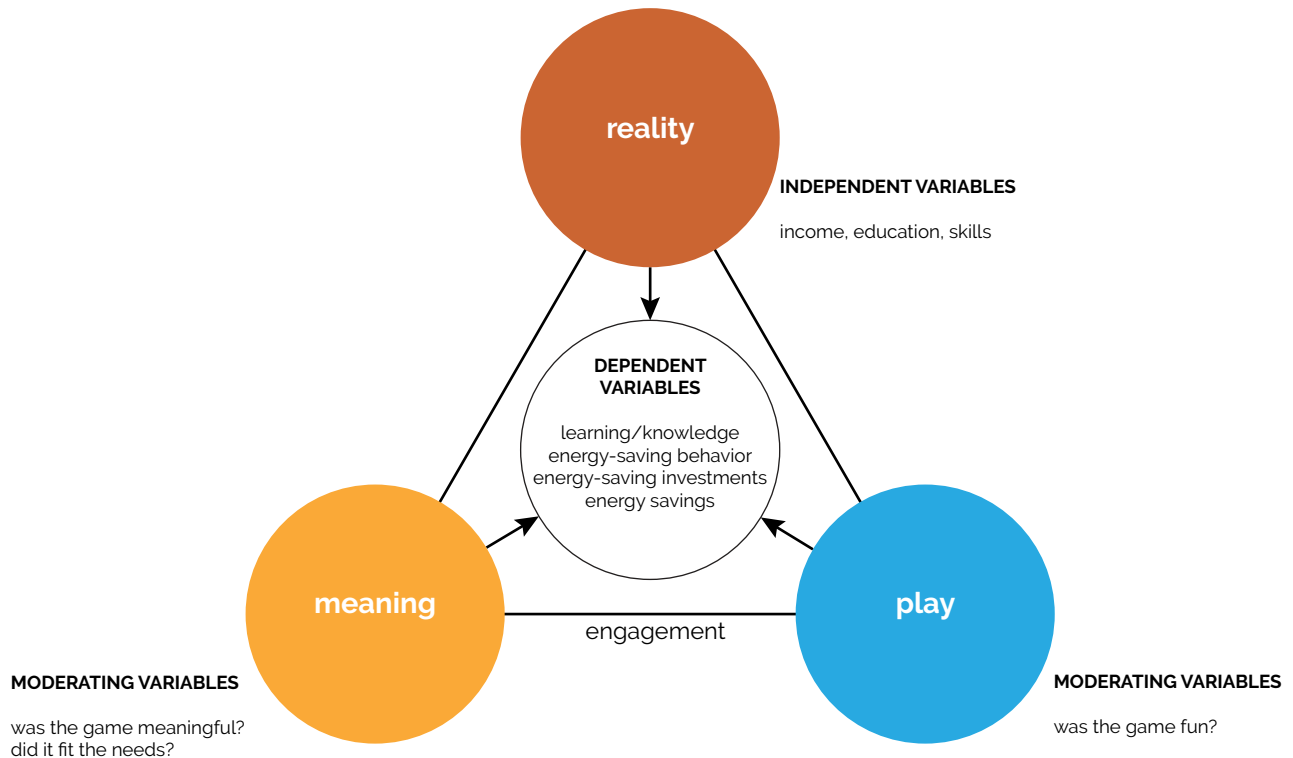 reality
INDEPENDENT VARIABLES
income, education, skills
DEPENDENT
VARIABLES
learning/knowledge
energy-saving behavior
energy-saving investments
energy savings
meaning
play
engagement
MODERATING VARIABLES
was the game meaningful?
did it fit the needs?
MODERATING VARIABLES
was the game fun?